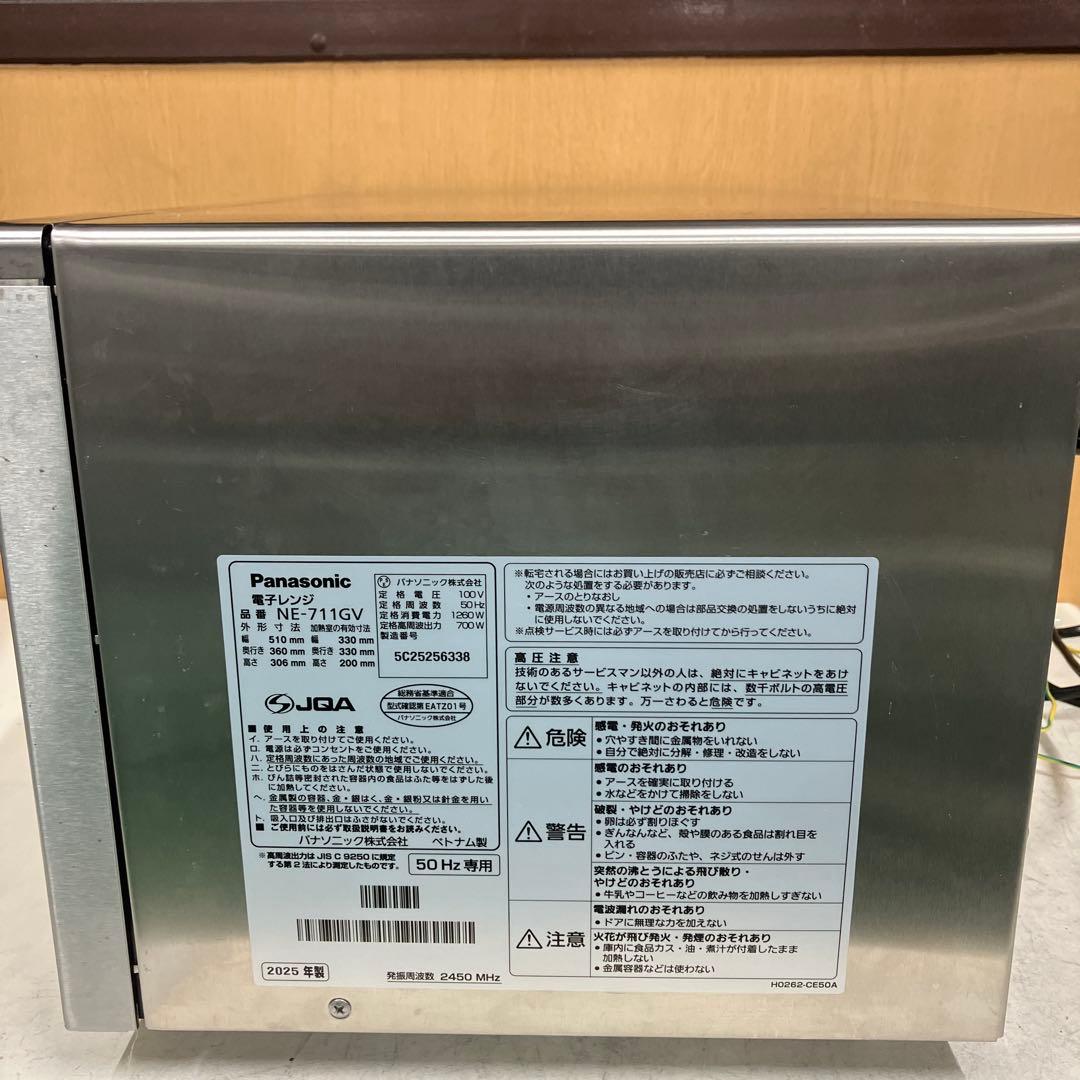 Panasonic
電子レンジ
品番 NE-711GV
外形寸法 加熱室の有効寸法
幅 510 mm 幅 330 mm
奥行き 360 mm 奥行き 330 mm
高さ 306 mm 高さ 200 mm
パナソニック株式会社
定格電圧 100V
定格周波数 50Hz
定格消費電力 1260W
定格高周波出力 700W
製造番号
5C25256338
JQA
総務省基準適合
型式確認第EATZ01号
パナソニック株式会社
■使用上の注意
イ. アースを取り付けてご使用ください。
ロ. 電源は必ずコンセントをご使用ください。
ハ. 定格周波数にあった周波数の地域でご使用ください。
ニ. とびらにものをはさんだ状態で使用しないでください。
ホ. びん詰等密封された容器内の食品はふた等をはずした後
に加熱してください。
ヘ. 金属製の容器、金・銀はく、金・銀粉又は針金を用い
た容器等を使用しないでください。
ト. 吸入口及び排出口はふさがないでください。
■ ご使用前には必ず取扱説明書をお読みください。
パナソニック株式会社 ベトナム製
※高周波出力は JIS C 9250 に規定
する第2法により測定したものです。
50 Hz 専用
2025 年製
発振周波数 2450 MHz
※転宅される場合にはお買い上げの販売店に必ずご相談ください。
次のような処置をする必要があります。
・アースのとりなおし
・電源周波数の異なる地域への場合は部品交換の処置をしないうちに絶対
に使用しないでください。
※点検サービス時には必ずアースを取り付けてから行ってください。
高圧注意
技術のあるサービスマン以外の人は、絶対にキャビネットをあけ
ないでください。キャビネットの内部には、数千ボルトの高電圧
部分が数多くあります。万一さわると危険です。
危険
感電・発火のおそれあり
●穴やすき間に金属物をいれない
●自分で絶対に分解・修理・改造をしない
警告
感電のおそれあり
●アースを確実に取り付ける
●水などをかけて掃除をしない
破裂・やけどのおそれあり
●卵は必ず割りほぐす
●ぎんなんなど、殻や膜のある食品は割れ目を
入れる
●ビン・容器のふたや、ネジ式のせんは外す
突然の沸とうによる飛び散り・
やけどのおそれあり
●牛乳やコーヒーなどの飲み物を加熱しすぎない
注意
電波漏れのおそれあり
●ドアに無理な力を加えない
火花が飛び発火・発煙のおそれあり
●庫内に食品カス・油・煮汁が付着したまま
加熱しない
●金属容器などは使わない
H0262-CE50A